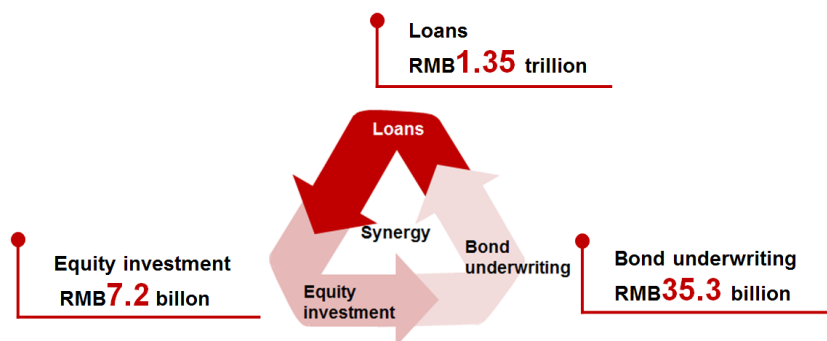 Loans
RMB1.35 trillion
Loans
Synergy
Equity investment
RMB7.2 billon
Bond
underwriting
Equity
investment
Bond underwriting
RMB35.3 billion